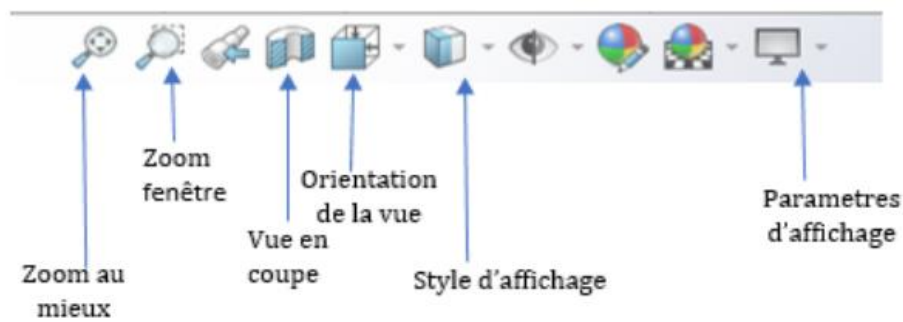 Zoom
fenêtre
Orientation
de la vue
Parametres
d'affichage
Vue en
coupe
Style d'affichage
Zoom au
mieux